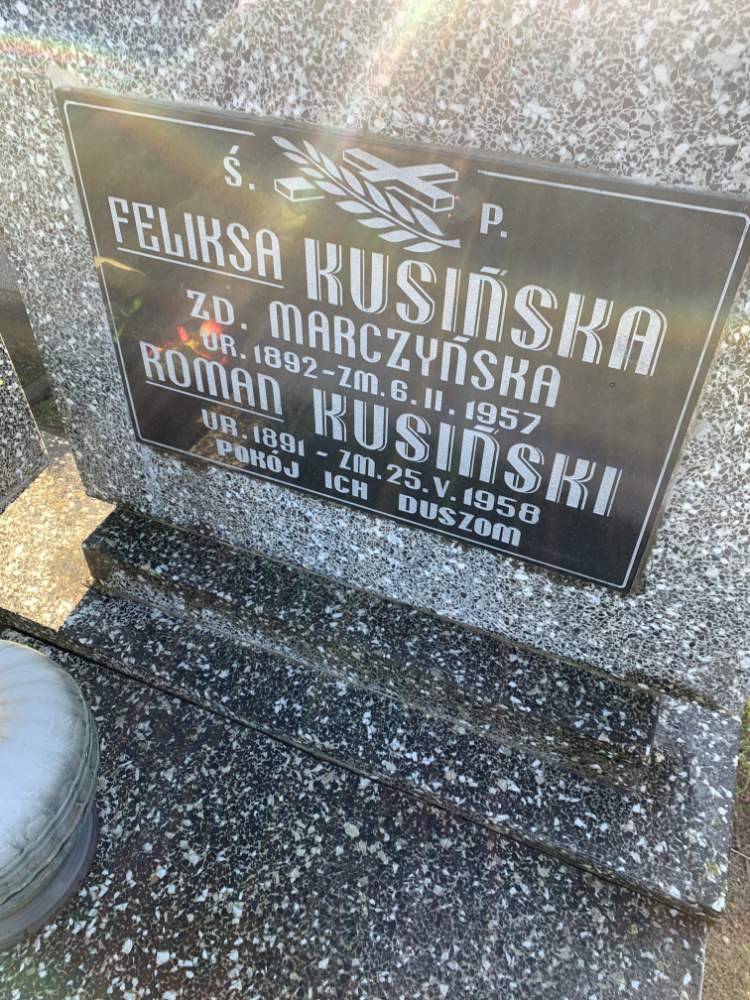 Ś. P.
FELIKSA KUSIŃSKA
ZD. MARCZYŃSKA
UR. 1892 - ZM. 6. II. 1957
ROMAN KUSIŃSKI
UR. 1891 - ZM. 25. V. 1958
POKÓJ ICH DUSZOM